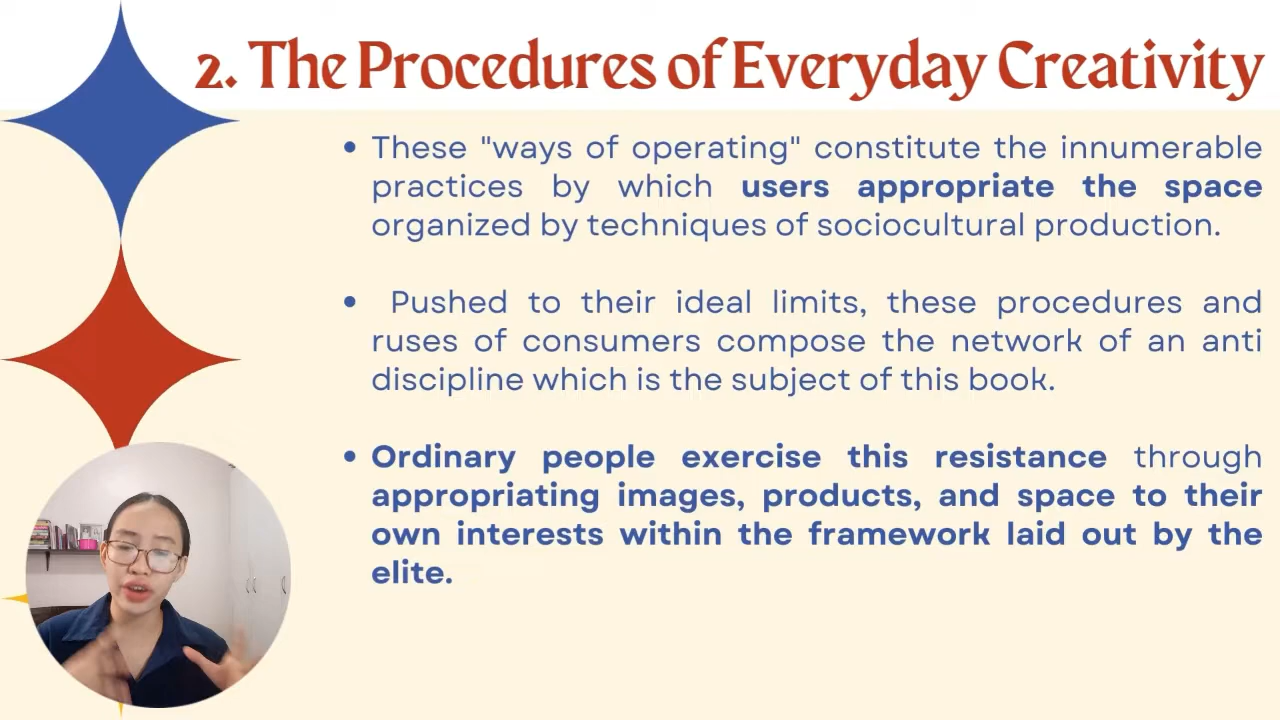 2. The Procedures of Everyday Creativity
• These "ways of operating" constitute the innumerable
practices by which users appropriate the space
organized by techniques of sociocultural production.
• Pushed to their ideal limits, these procedures and
ruses of consumers compose the network of an anti
discipline which is the subject of this book.
• Ordinary people exercise this resistance through
appropriating images, products, and space to their
own interests within the framework laid out by the
elite.